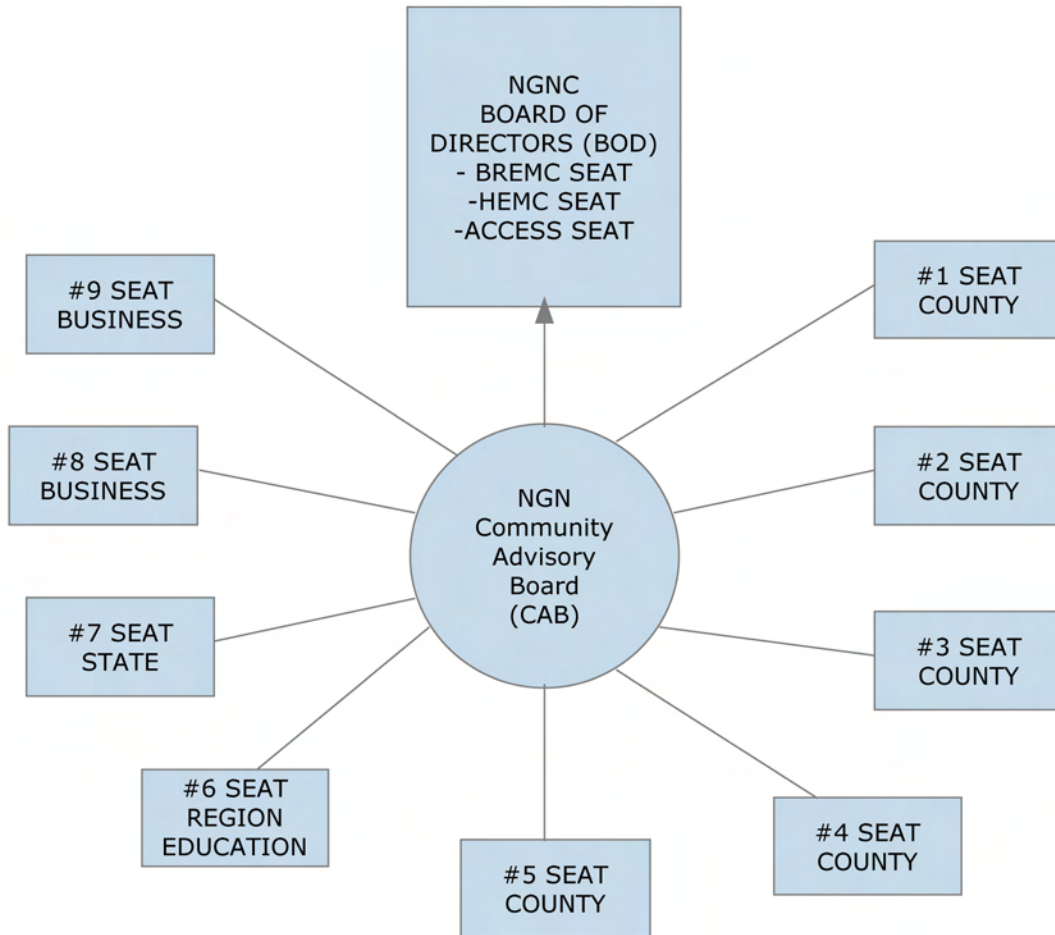 NGNC
BOARD OF
DIRECTORS (BOD)
- BREMC SEAT
-HEMC SEAT
-ACCESS SEAT
#9 SEAT
BUSINESS
#1 SEAT
COUNTY
#8 SEAT
BUSINESS
#2 SEAT
COUNTY
NGN
Community
Advisory
Board
(CAB)
#7 SEAT
STATE
#3 SEAT
COUNTY
#6 SEAT
REGION
EDUCATION
#4 SEAT
COUNTY
#5 SEAT
COUNTY